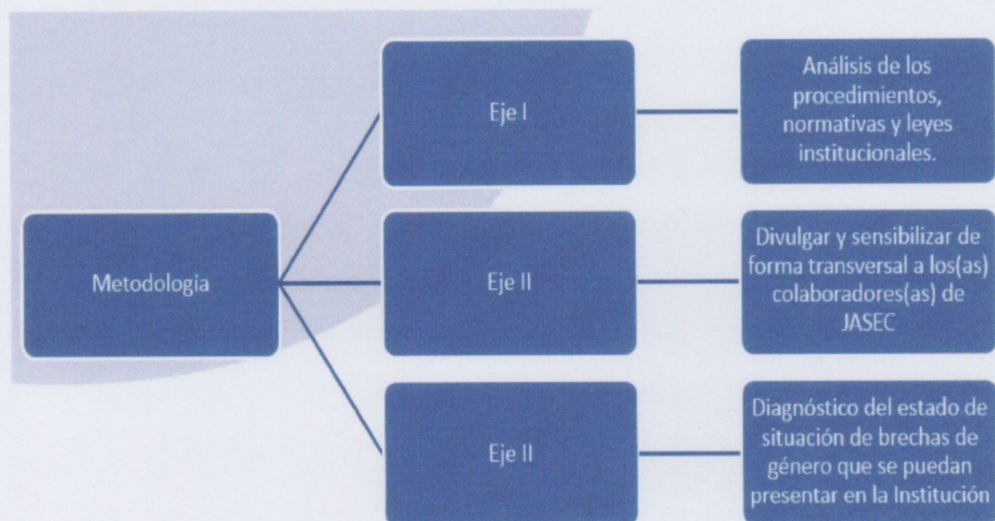 Metodología
Eje I
Análisis de los
procedimientos,
normativas y leyes
institucionales.
Eje II
Divulgar y sensibilizar de
forma transversal a los(as)
colaboradores(as) de
JASEC
Eje II
Diagnóstico del estado de
situación de brechas de
género que se puedan
presentar en la Institución